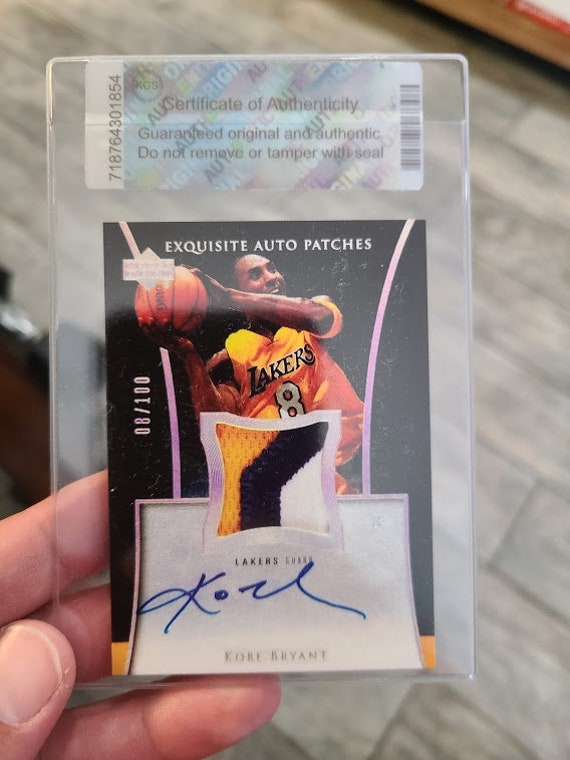 KGS
Certificate of Authenticity
Guaranteed original and authentic
Do not remove or tamper with seal
718764301854
EXQUISITE AUTO PATCHES
LAKERS
8
08/100
LAKERS GUARD
KOBE BRYANT